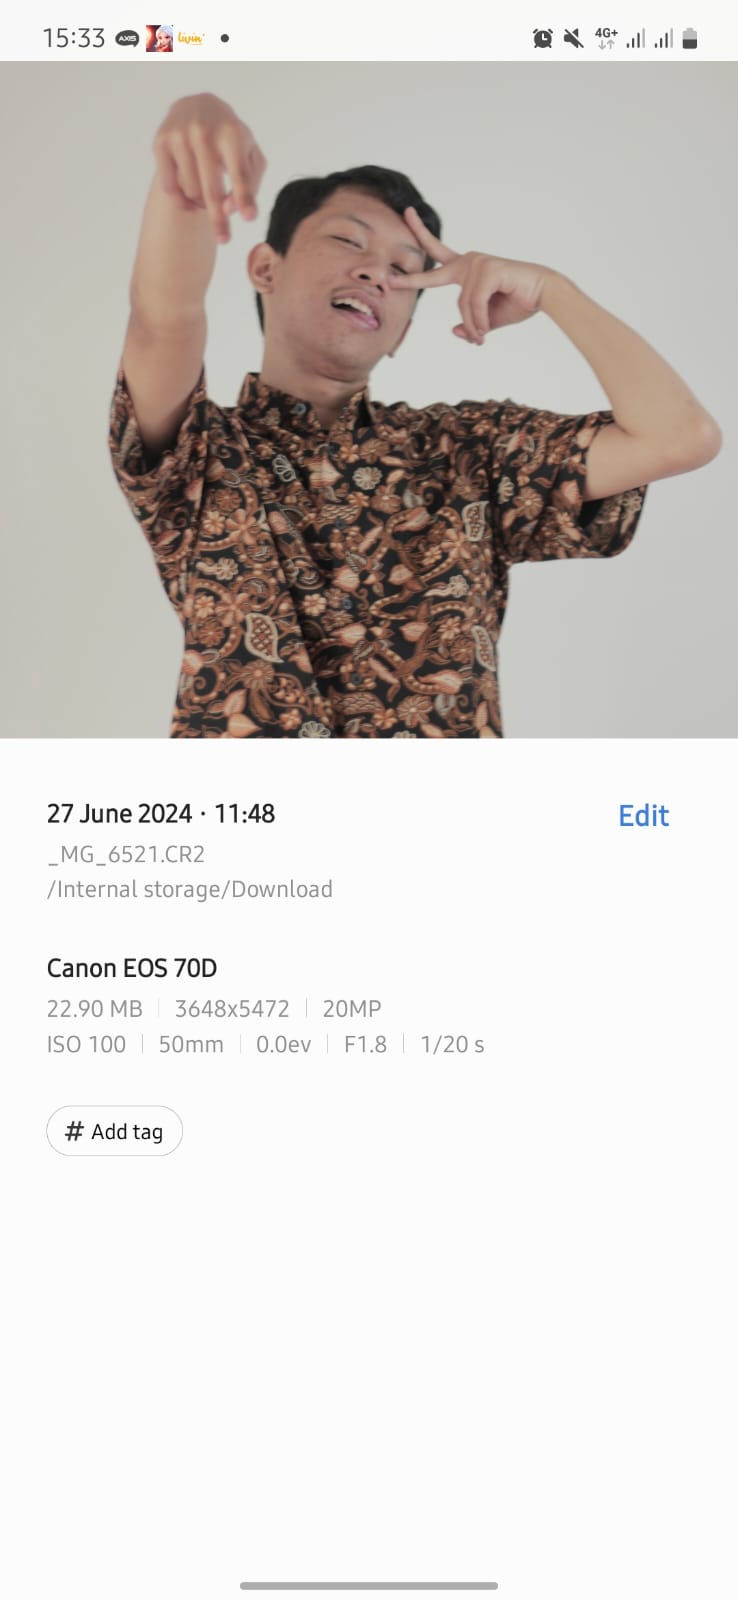 15:33 AXIS livin' 4G+
27 June 2024 · 11:48 Edit
_MG_6521.CR2
/Internal storage/Download
Canon EOS 70D
22.90 MB | 3648x5472 | 20MP
ISO 100 | 50mm | 0.0ev | F1.8 | 1/20 s
# Add tag